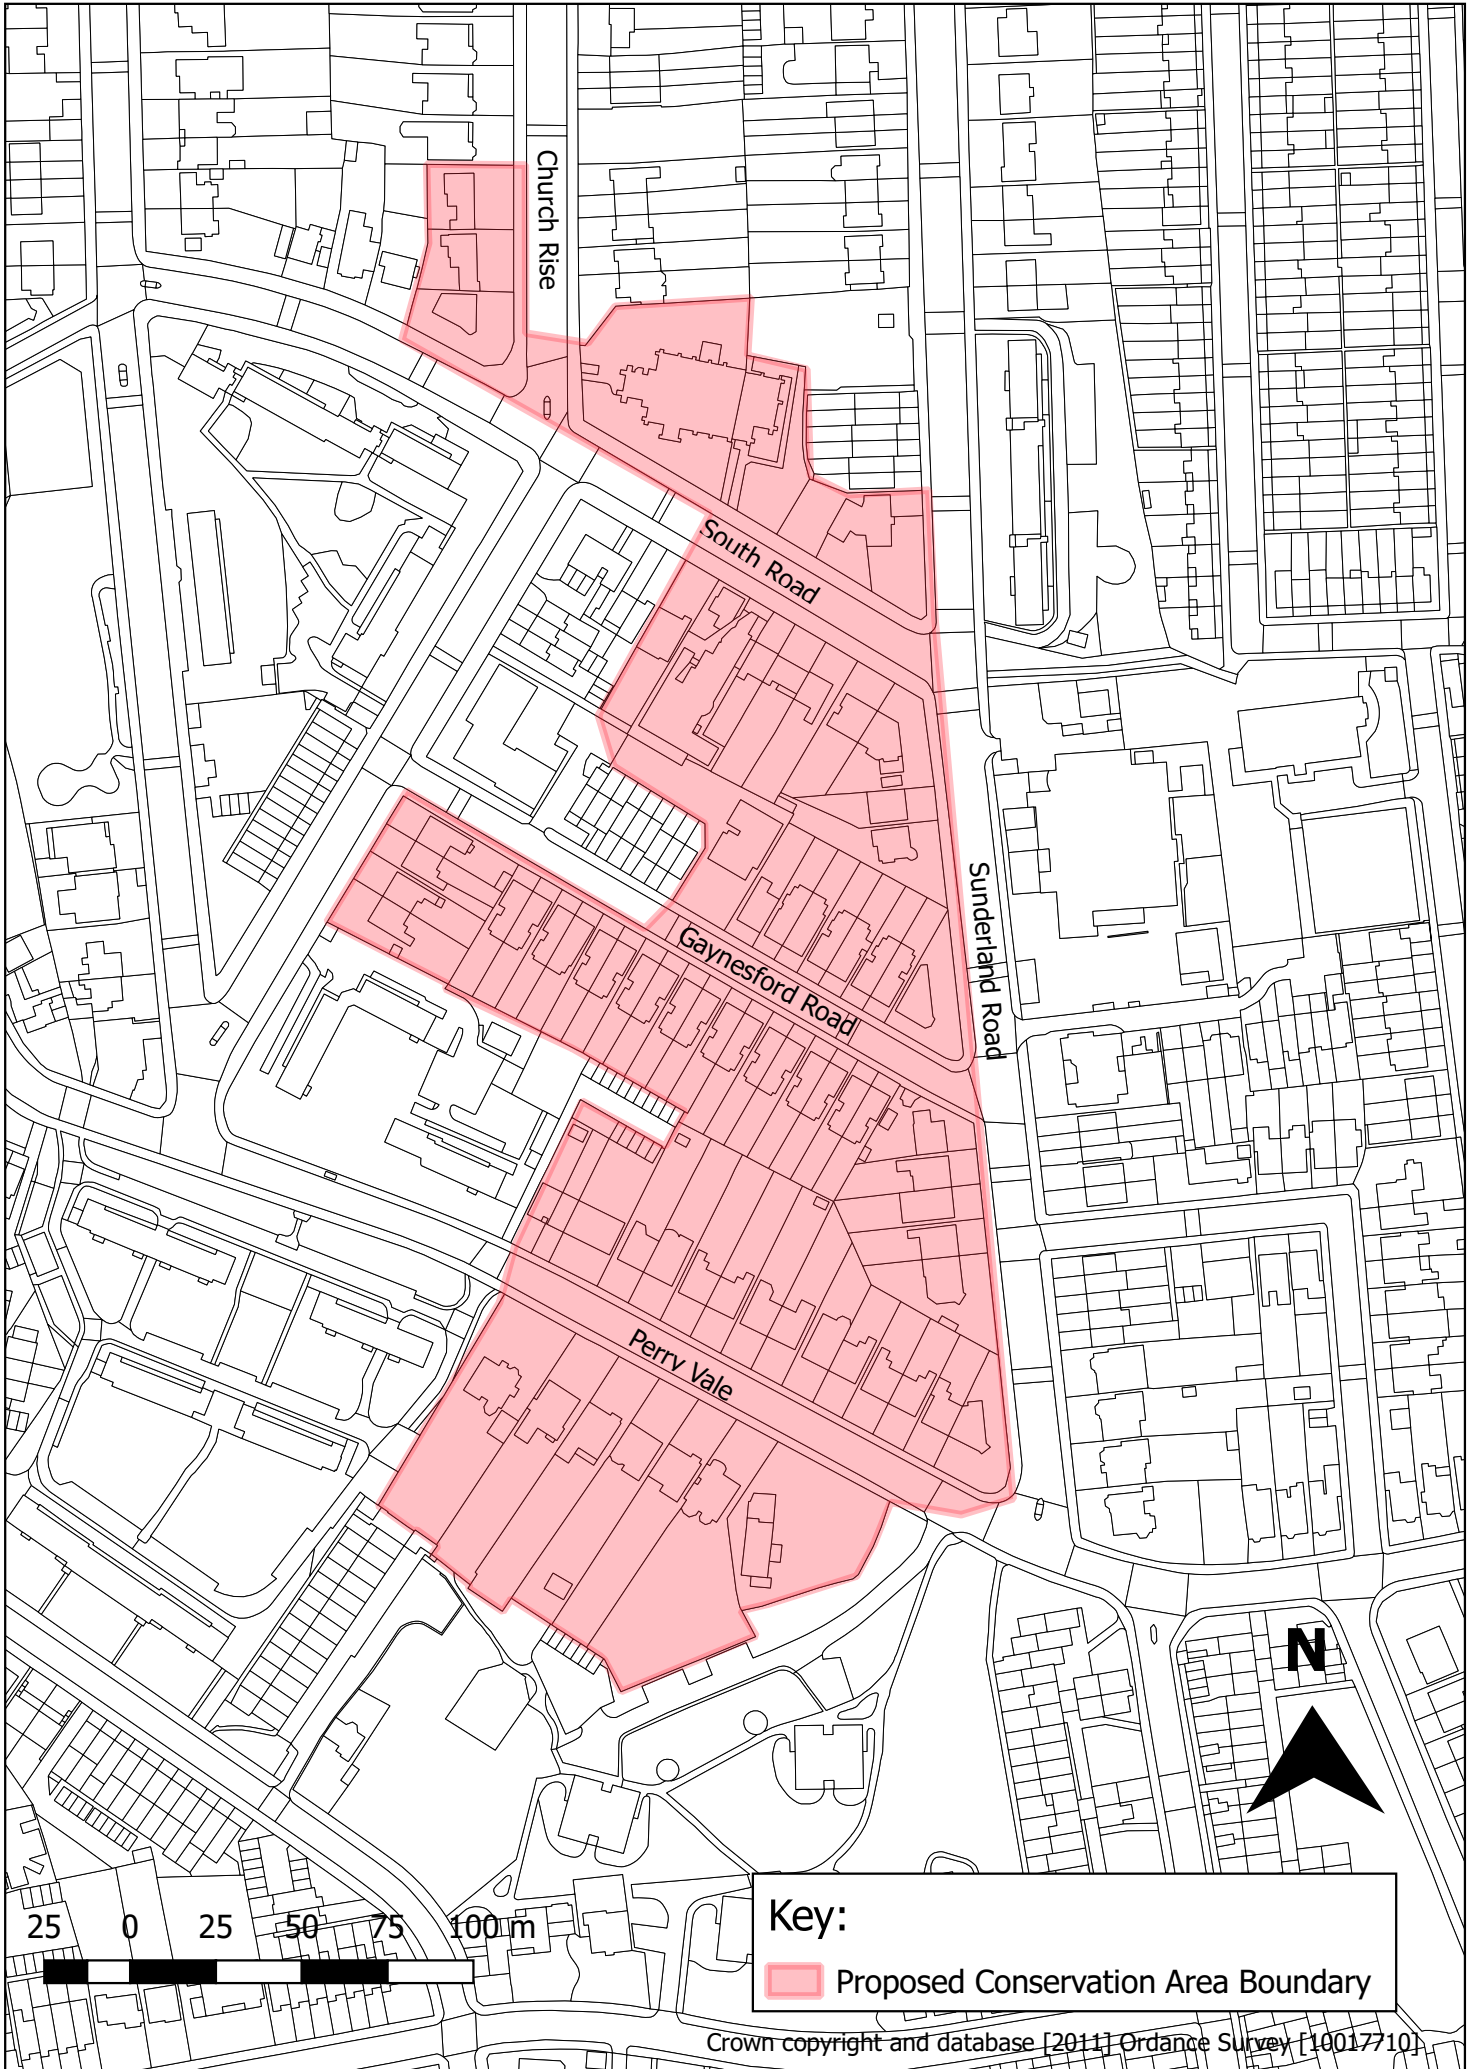 Church Rise
South Road
Sunderland Road
Gaynesford Road
Perry Vale
N
25 0 25 50 75 100 m
Key:
Proposed Conservation Area Boundary
Crown copyright and database [2011] Ordance Survey [10017710]